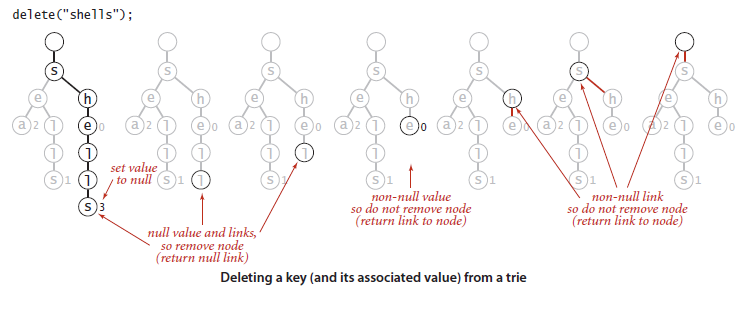 delete("shells");
s s s s s s s
e h e h e h e h e h e h e h
a 2 l e 0 a 2 l e 0 a 2 l e 0 a 2 l e 0 a 2 l e 0 a 2 l e 0 a 2 l e 0
l l l l l l l l l l
set value
to null
s 1 l s 1 l s 1 s 1 s 1 s 1 s 1
s 3
null value and links,
so remove node
(return null link)
non-null value
so do not remove node
(return link to node)
non-null link
so do not remove node
(return link to node)
Deleting a key (and its associated value) from a trie